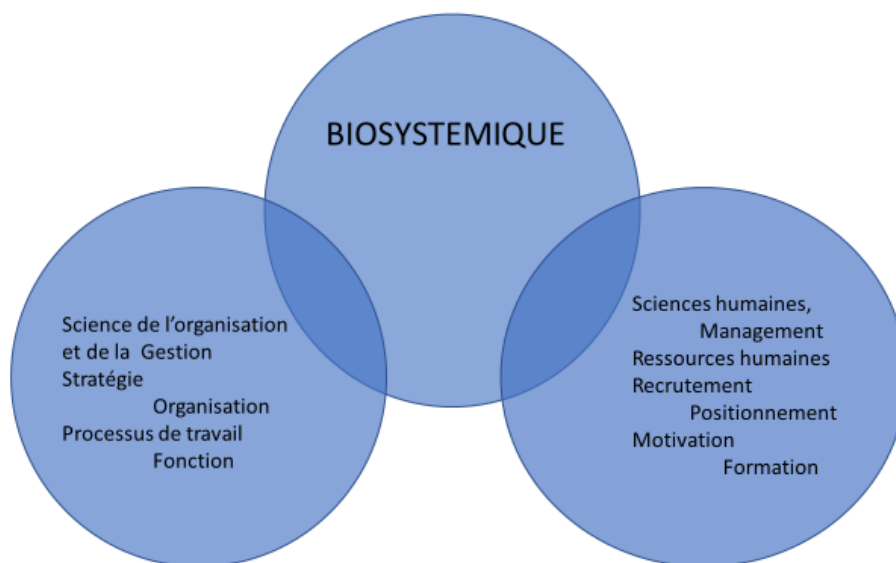 BIOSYSTEMIQUE
Science de l’organisation
et de la  Gestion
Stratégie
Organisation
Processus de travail
Fonction
Sciences humaines,
Management
Ressources humaines
Recrutement
Positionnement
Motivation
Formation